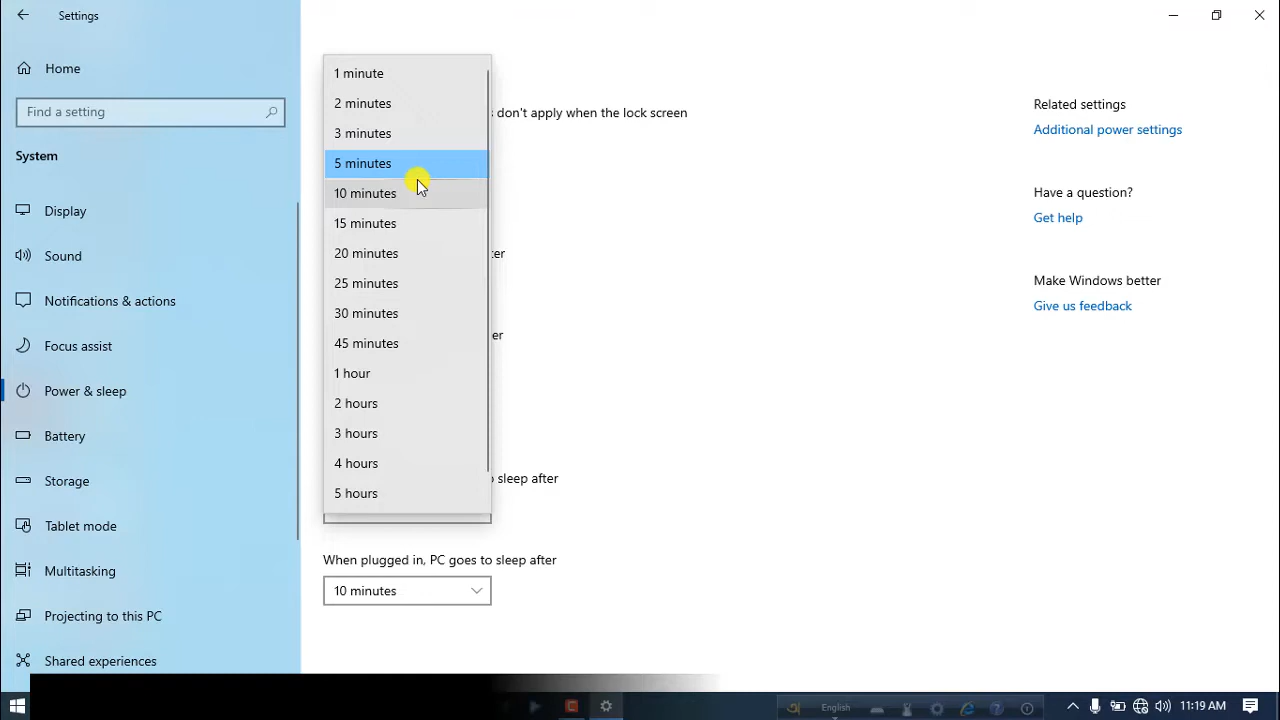 Settings
Home
Find a setting
System
Display
Sound
Notifications & actions
Focus assist
Power & sleep
Battery
Storage
Tablet mode
Multitasking
Projecting to this PC
Shared experiences
1 minute
2 minutes
3 minutes
5 minutes
10 minutes
15 minutes
20 minutes
25 minutes
30 minutes
45 minutes
1 hour
2 hours
3 hours
4 hours
5 hours
don't apply when the lock screen
ter
er
sleep after
When plugged in, PC goes to sleep after
10 minutes
Related settings
Additional power settings
Have a question?
Get help
Make Windows better
Give us feedback
English
11:19 AM